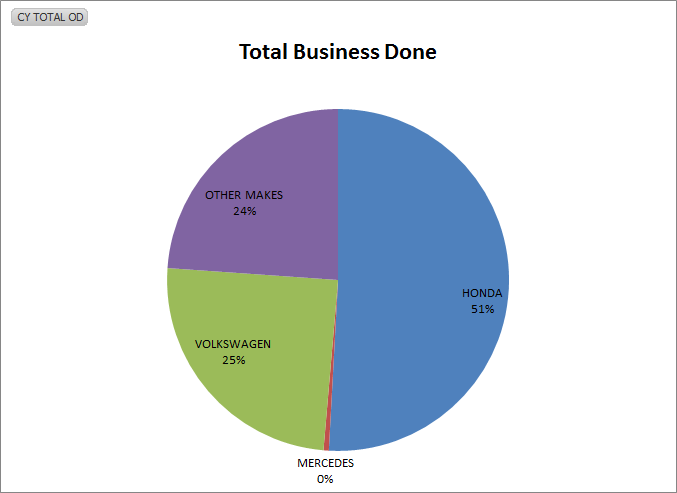 CY TOTAL OD
Total Business Done
OTHER MAKES
24%
HONDA
51%
VOLKSWAGEN
25%
MERCEDES
0%